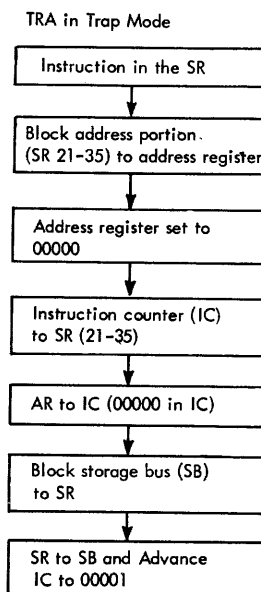 TRA in Trap Mode
Instruction in the SR
Block address portion
(SR 21-35) to address register
Address register set to
00000
Instruction counter (IC)
to SR (21-35)
AR to IC (00000 in IC)
Block storage bus (SB)
to SR
SR to SB and Advance
IC to 00001